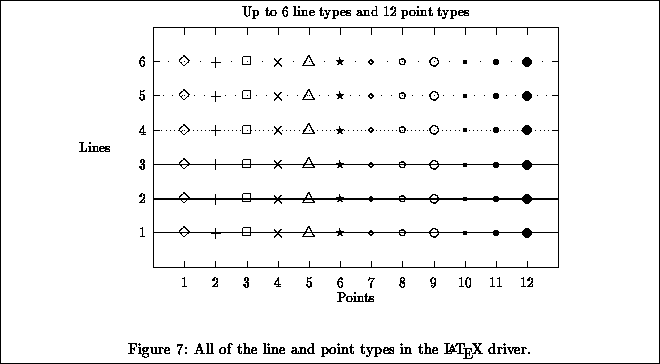 Up to 6 line types and 12 point types
6
5
4
Lines
3
2
1
1 2 3 4 5 6 7 8 9 10 11 12
Points
Figure 7: All of the line and point types in the LATEX driver.